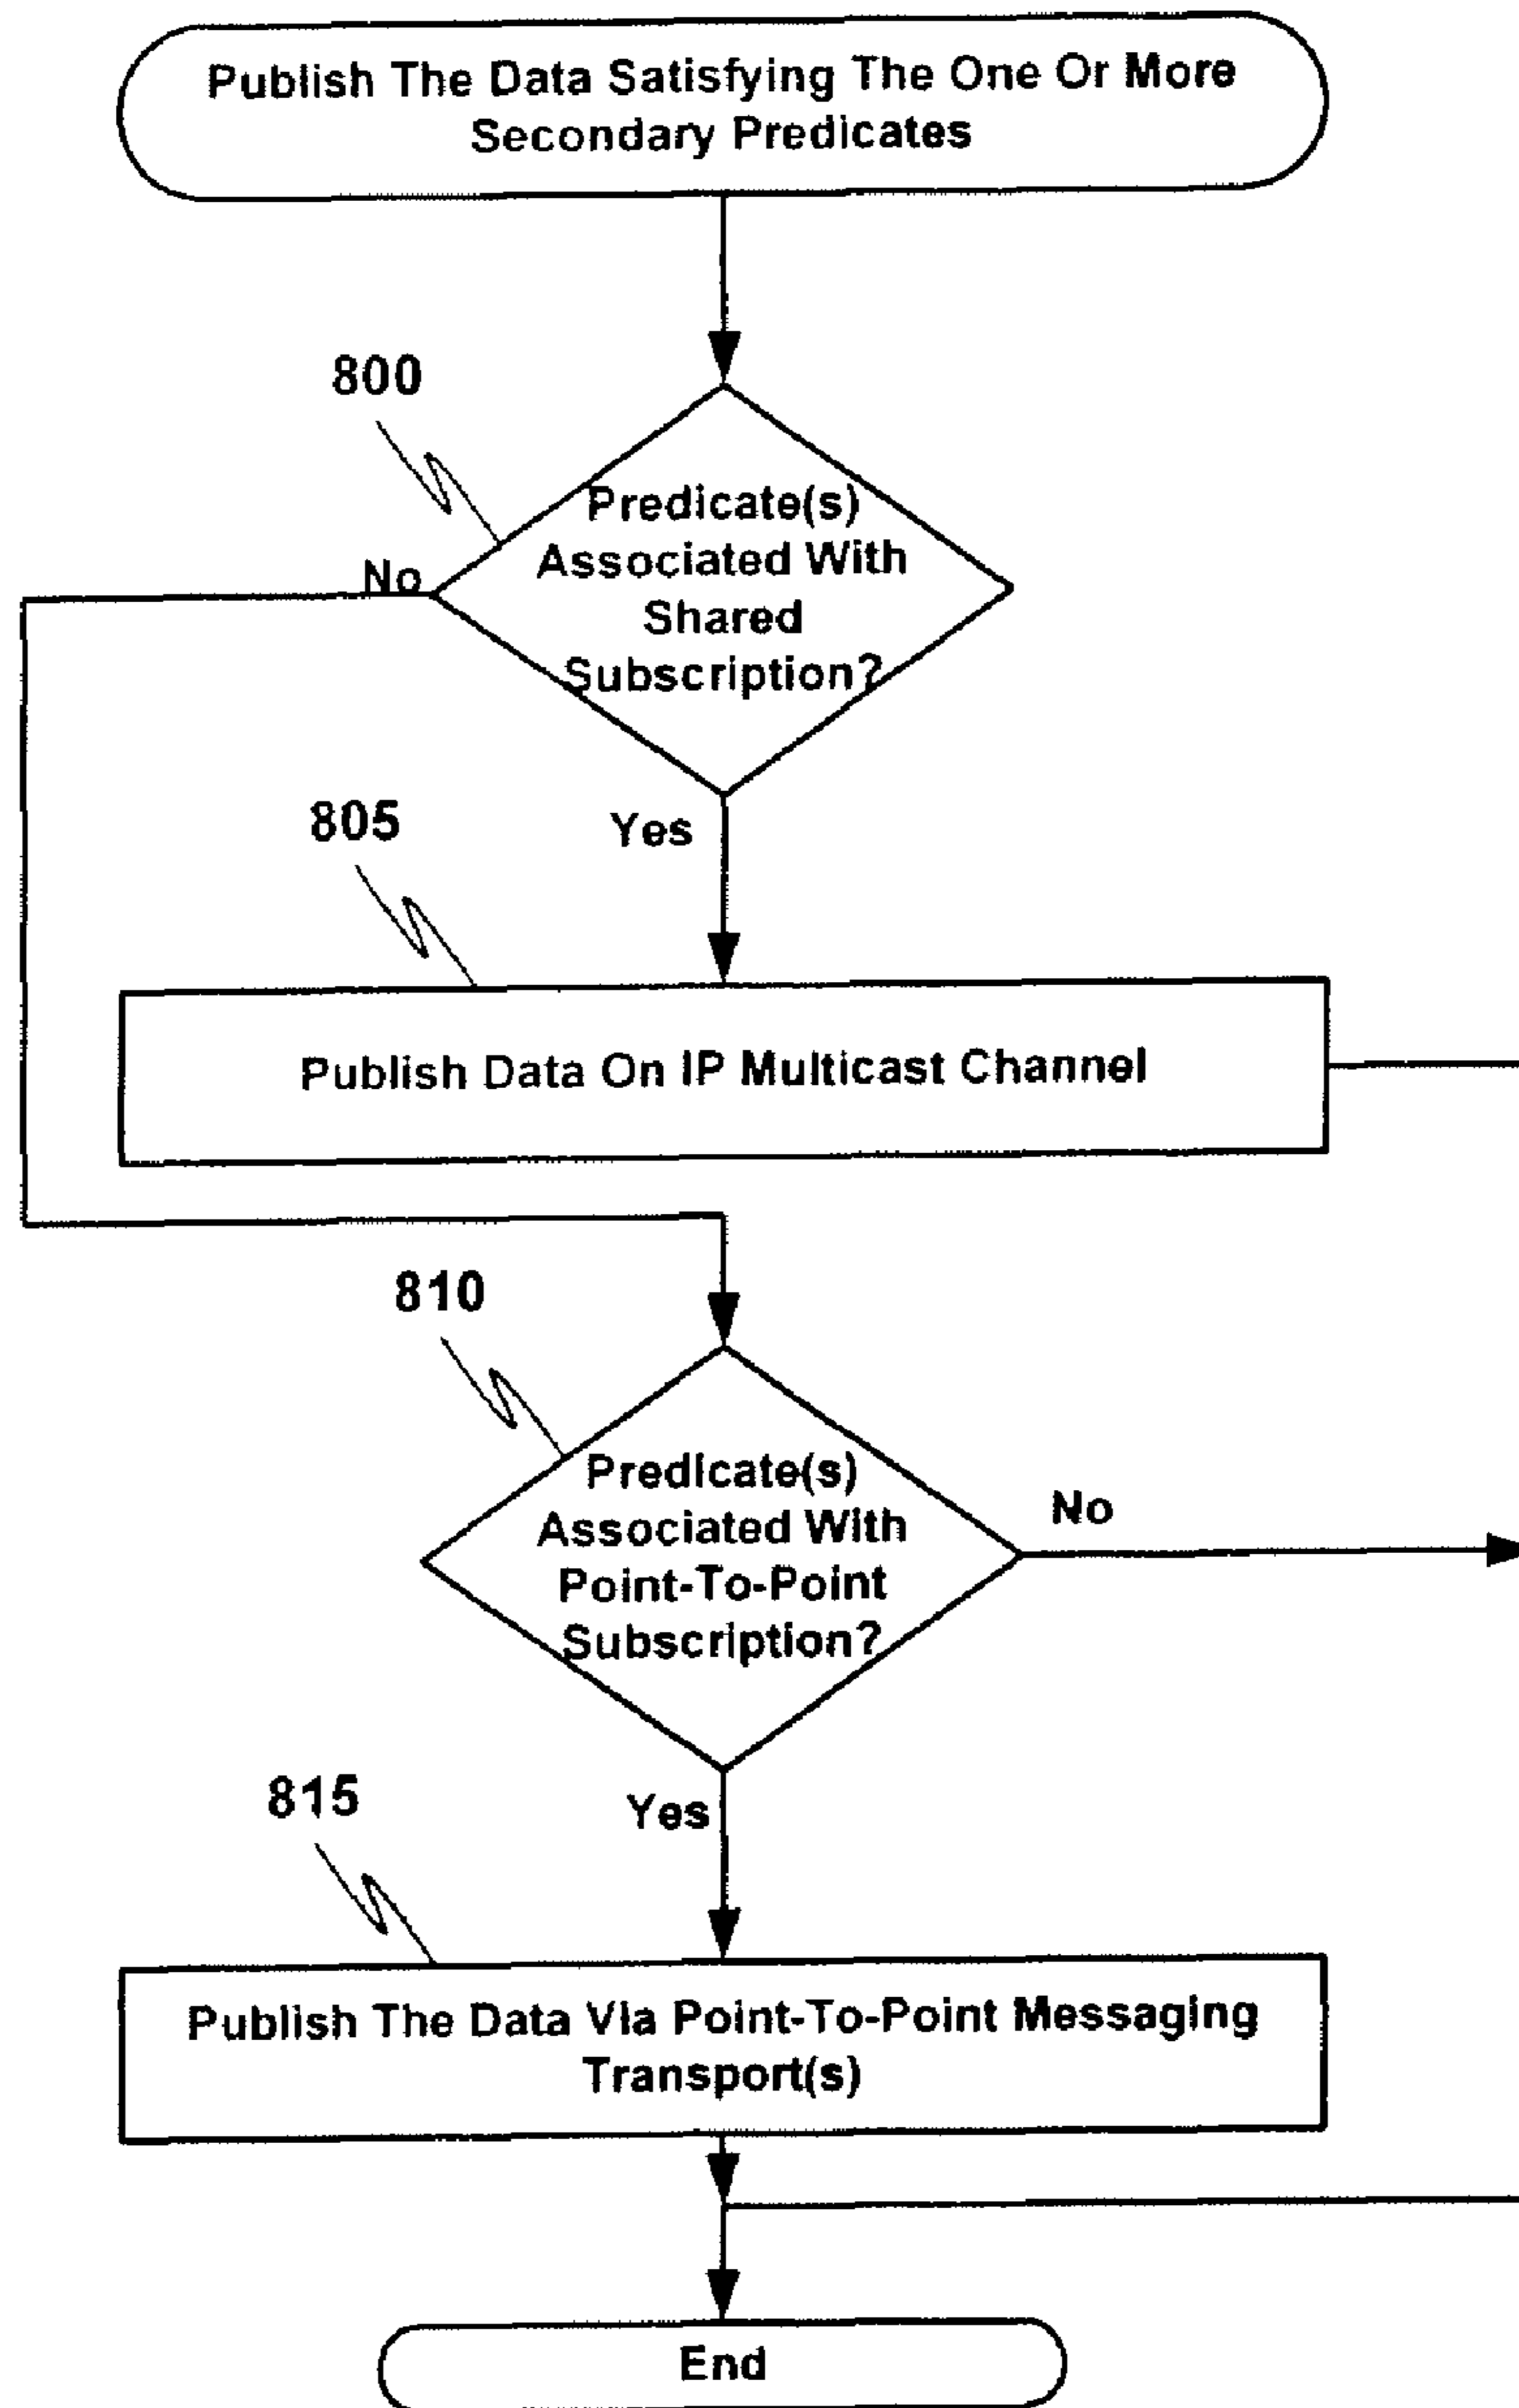 Publish The Data Satisfying The One Or More
Secondary Predicates
800
Predicate(s)
Associated With
Shared
Subscription?
No
Yes
805
Publish Data On IP Multicast Channel
810
Predicate(s)
Associated With
Point-To-Point
Subscription?
No
Yes
815
Publish The Data Via Point-To-Point Messaging
Transport(s)
End